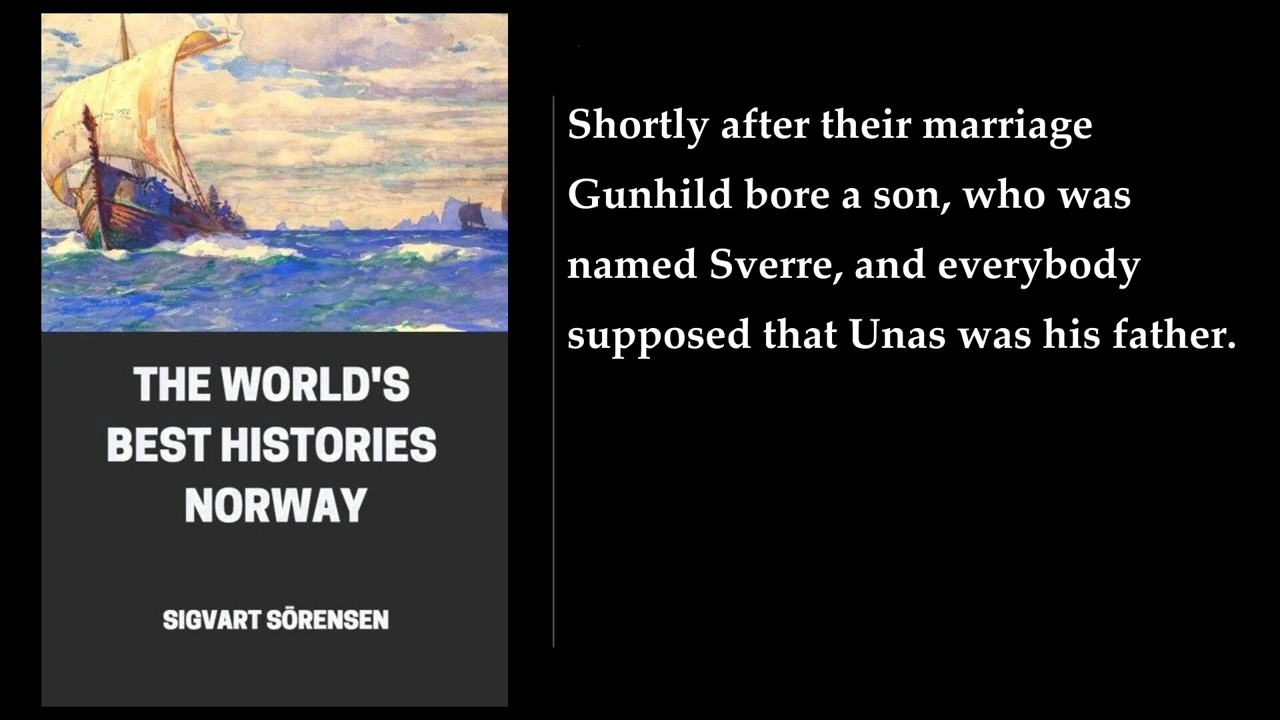 THE WORLD'S
BEST HISTORIES
NORWAY
SIGVART SÖRENSEN
Shortly after their marriage
Gunhild bore a son, who was
named Sverre, and everybody
supposed that Unas was his father.